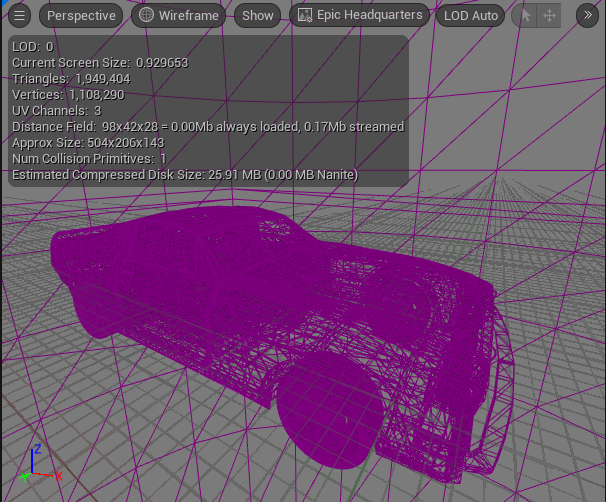 Perspective Wireframe Show Epic Headquarters LOD Auto
LOD: 0
Current Screen Size: 0.929653
Triangles: 1,949,404
Vertices: 1,108,290
UV Channels: 3
Distance Field: 98x42x28 = 0.00Mb always loaded, 0.17Mb streamed
Approx Size: 504x206x143
Num Collision Primitives: 1
Estimated Compressed Disk Size: 25.91 MB (0.00 MB Nanite)
Z
X